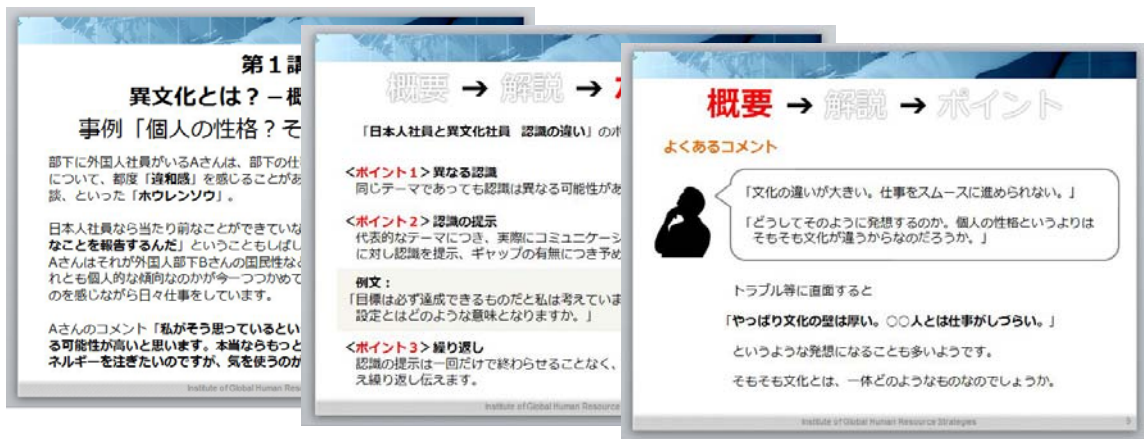 第１講
異文化とは？－概
事例「個人の性格？そ
部下に外国人社員がいるAさんは、部下の仕
について、都度「違和感」を感じることがあ
談、といった「ホウレンソウ」。
日本人社員なら当たり前なことができていな
なことを報告するんだ」ということもしばし
Aさんはそれが外国人部下Bさんの国民性な
れとも個人的な傾向なのかが今一つつかめて
のを感じながら日々仕事をしています。
Aさんのコメント「私がそう思っているとい
る可能性が高いと思います。本当ならもっと
ネルギーを注ぎたいのですが、気を使うのか
Institute of Global Human Res
概要 → 解説 →
「日本人社員と異文化社員 認識の違い」のポ
<ポイント１>異なる認識
同じテーマであっても認識は異なる可能性があ
<ポイント２>認識の提示
代表的なテーマにつき、実際にコミュニケーシ
に対し認識を提示、ギャップの有無につき予め
例文：
「目標は必ず達成できるものだと私は考えていま
設定とはどのような意味となりますか。」
<ポイント３>繰り返し
認識の提示は一回だけで終わらせることなく、
え繰り返し伝えます。
Institute of Global Human Resource
概要 → 解説 → ポイント
よくあるコメント
「文化の違いが大きい。仕事をスムースに進められない。」
「どうしてそのように発想するのか。個人の性格というよりは
そもそも文化が違うからなのだろうか。」
トラブル等に直面すると
「やっぱり文化の壁は厚い。○○人とは仕事がしづらい。」
というような発想になることも多いようです。
そもそも文化とは、一体どのようなものなのでしょうか。
Institute of Global Human Resource Strategies